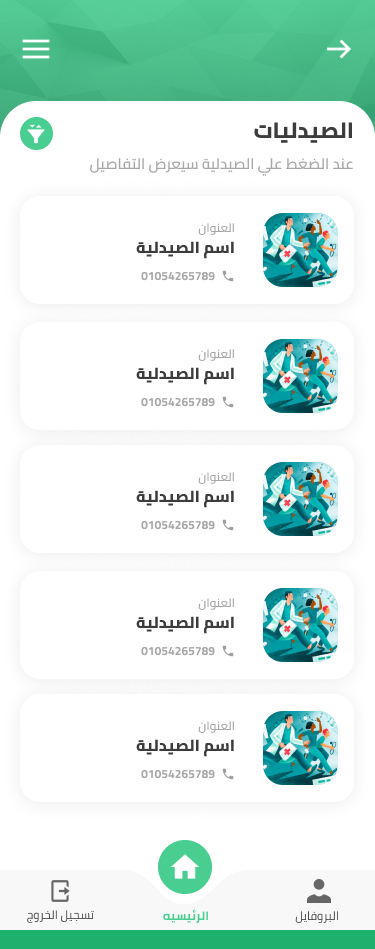 الصيدليات
عند الضغط علي الصيدلية سيعرض التفاصيل
العنوان
اسم الصيدلية
01054265789
العنوان
اسم الصيدلية
01054265789
العنوان
اسم الصيدلية
01054265789
العنوان
اسم الصيدلية
01054265789
العنوان
اسم الصيدلية
01054265789
البروفايل
الرئيسيه
تسجيل الخروج